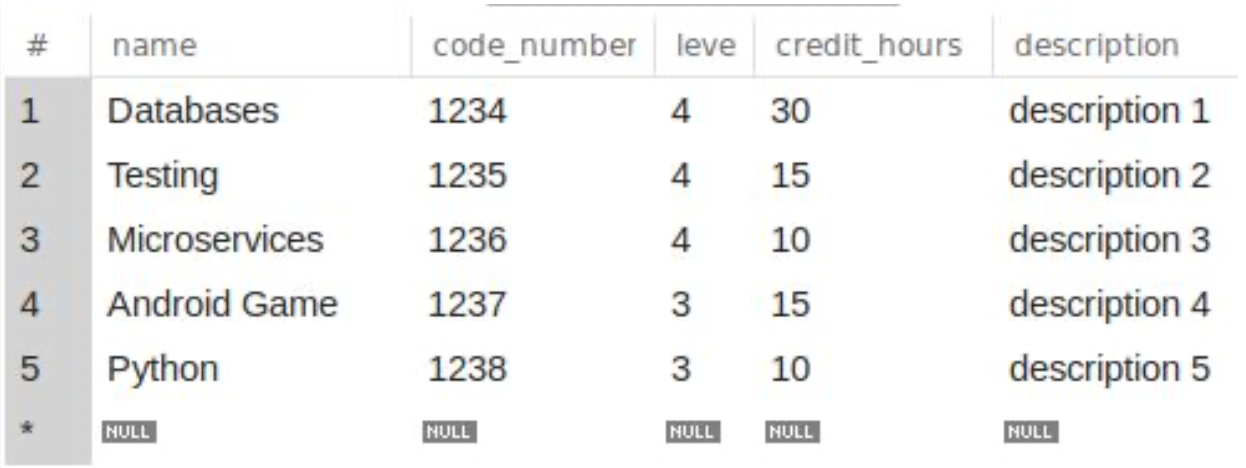 # name code_number leve credit_hours description
1 Databases 1234 4 30 description 1
2 Testing 1235 4 15 description 2
3 Microservices 1236 4 10 description 3
4 Android Game 1237 3 15 description 4
5 Python 1238 3 10 description 5
* NULL NULL NULL NULL NULL